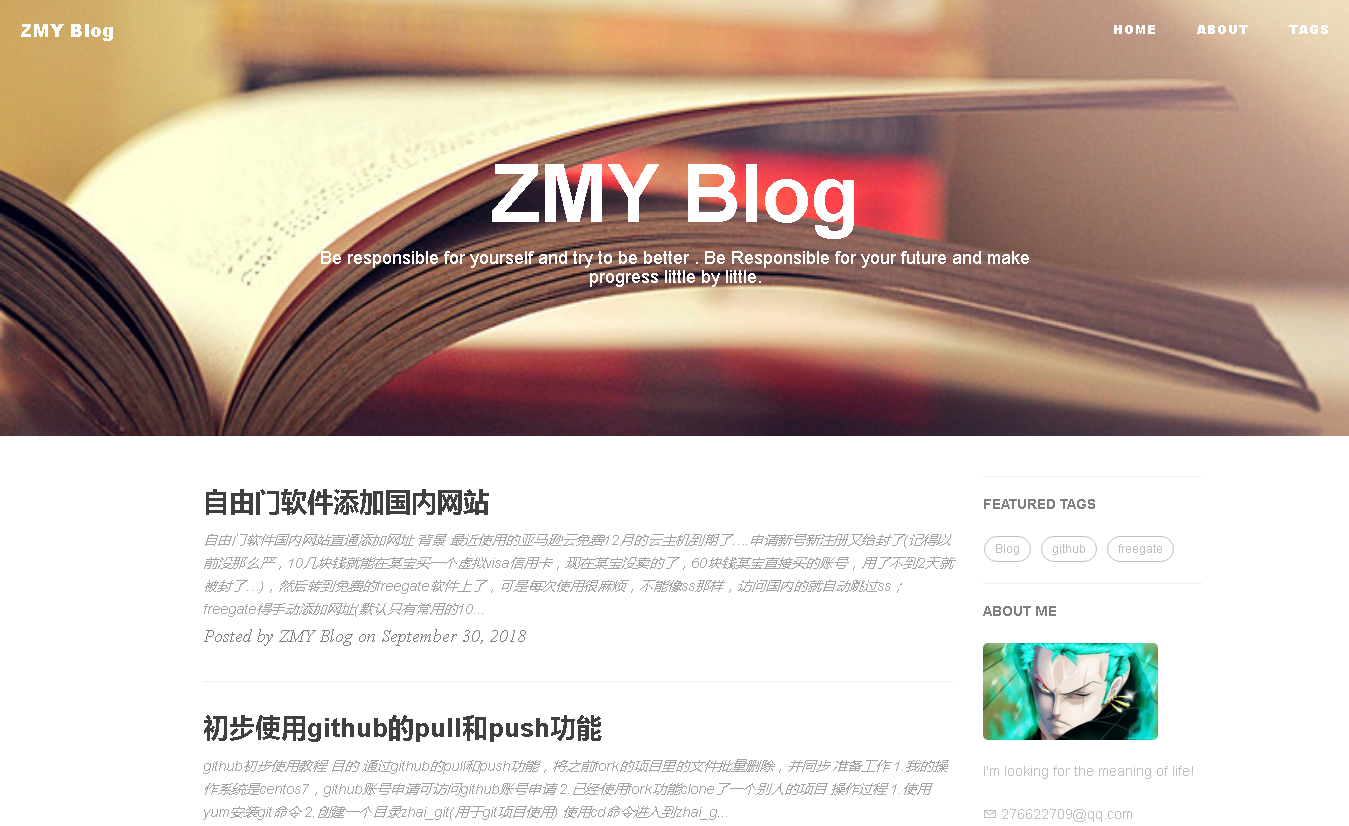 ZMY Blog
HOME ABOUT TAGS
ZMY Blog
Be responsible for yourself and try to be better . Be Responsible for your future and make
progress little by little.
自由门软件添加国内网站
自由门软件国内网站直通添加网址 背景 最近使用的亚马逊云免费12月的云主机到期了....申请新号新注册又给封了(记得以
前没那么严，10几块钱就能在某宝买一个虚拟visa信用卡，现在某宝没卖的了，60块钱某宝直接买的账号，用了不到2天就
被封了...)，然后转到免费的freegate软件上了，可是每次使用很麻烦，不能像ss那样，访问国内的就自动跳过ss；
freegate得手动添加网址(默认只有常用的10...
Posted by ZMY Blog on September 30, 2018
初步使用github的pull和push功能
github初步使用教程 目的 通过github的pull和push功能，将之前fork的项目里的文件批量删除，并同步 准备工作 1.我的操
作系统是centos7，github账号申请可访问github账号申请 2.已经使用fork功能clone了一个别人的项目 操作过程 1.使用
yum安装git命令 2.创建一个目录zhai_git(用于git项目使用) 使用cd命令进入到zhai_g...
FEATURED TAGS
Blog github freegate
ABOUT ME
I'm looking for the meaning of life!
276622709@qq.com